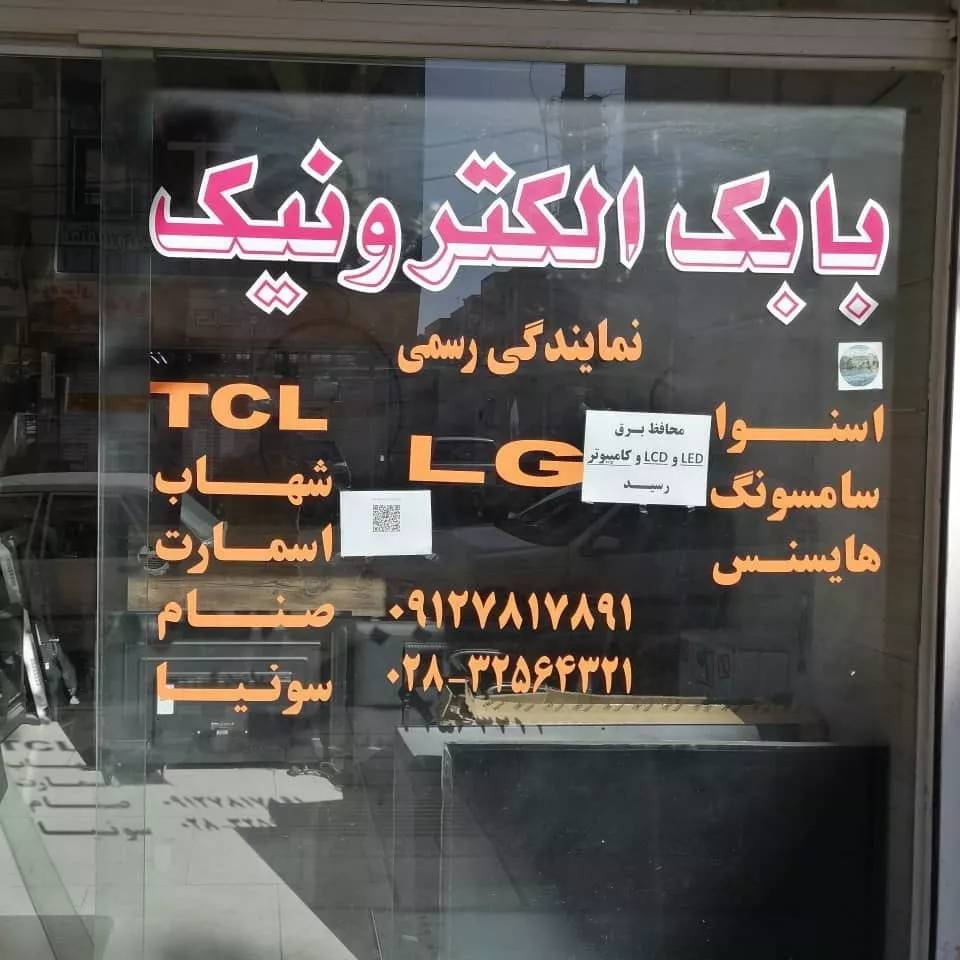 بابک الکترونیک
نمایندگی رسمی
اسنوا
سامسونگ
هایسنس
LG
TCL
شهاب
اسمارت
صنام
سونیا
محافظ برق
LED و LCD و کامپیوتر
رسید
۰۹۱۲۷۸۱۷۸۹۱
۰۲۸-۳۲۵۶۴۳۲۱